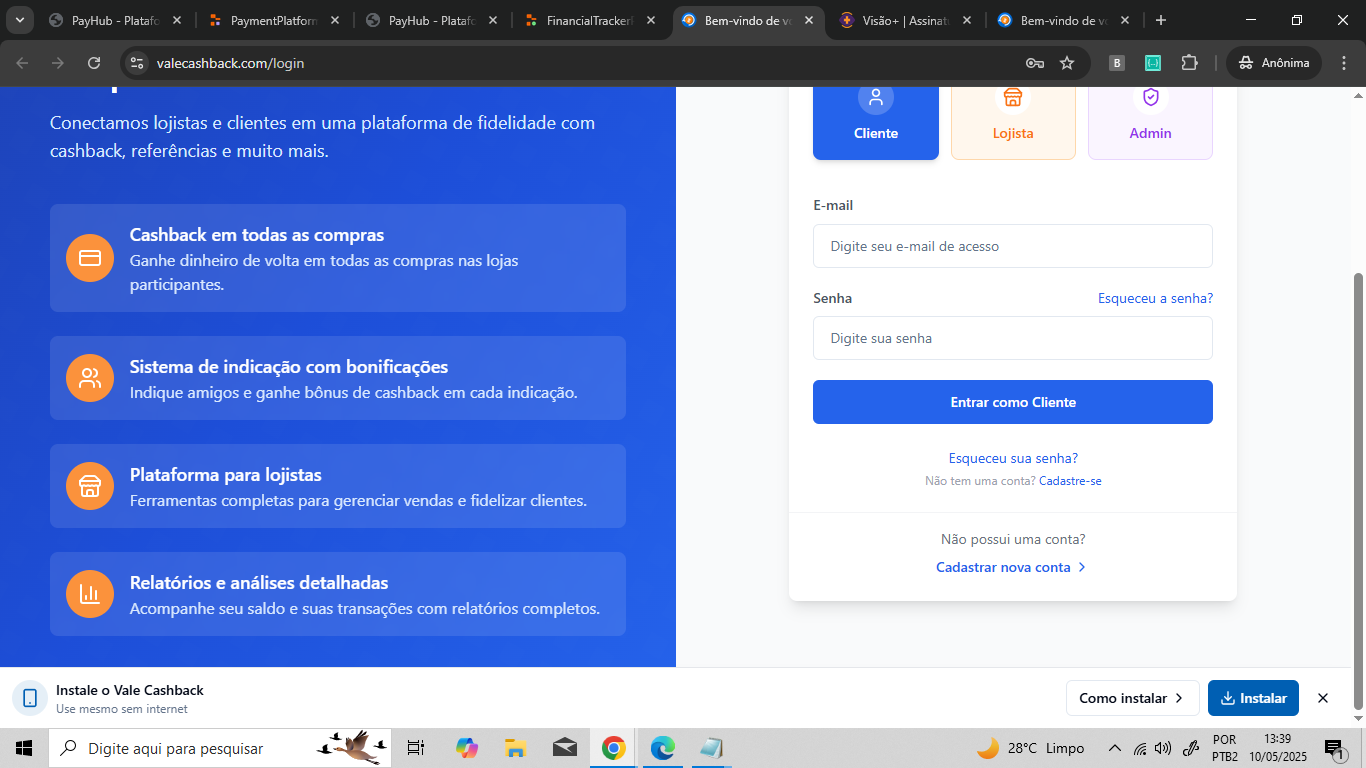 PayHub - Platafo
PaymentPlatform
PayHub - Platafo
FinancialTracker
Bem-vindo de vo
Visão+ | Assinat
Bem-vindo de vo
valecashback.com/login
B
Anônima
Conectamos lojistas e clientes em uma plataforma de fidelidade com
cashback, referências e muito mais.
Cashback em todas as compras
Ganhe dinheiro de volta em todas as compras nas lojas
participantes.
Sistema de indicação com bonificações
Indique amigos e ganhe bônus de cashback em cada indicação.
Plataforma para lojistas
Ferramentas completas para gerenciar vendas e fidelizar clientes.
Relatórios e análises detalhadas
Acompanhe seu saldo e suas transações com relatórios completos.
Cliente
Lojista
Admin
E-mail
Digite seu e-mail de acesso
Senha
Esqueceu a senha?
Digite sua senha
Entrar como Cliente
Esqueceu sua senha?
Não tem uma conta? Cadastre-se
Não possui uma conta?
Cadastrar nova conta
Instale o Vale Cashback
Use mesmo sem internet
Como instalar
Instalar
Digite aqui para pesquisar
28°C Limpo
POR
PTB2
13:39
10/05/2025
1